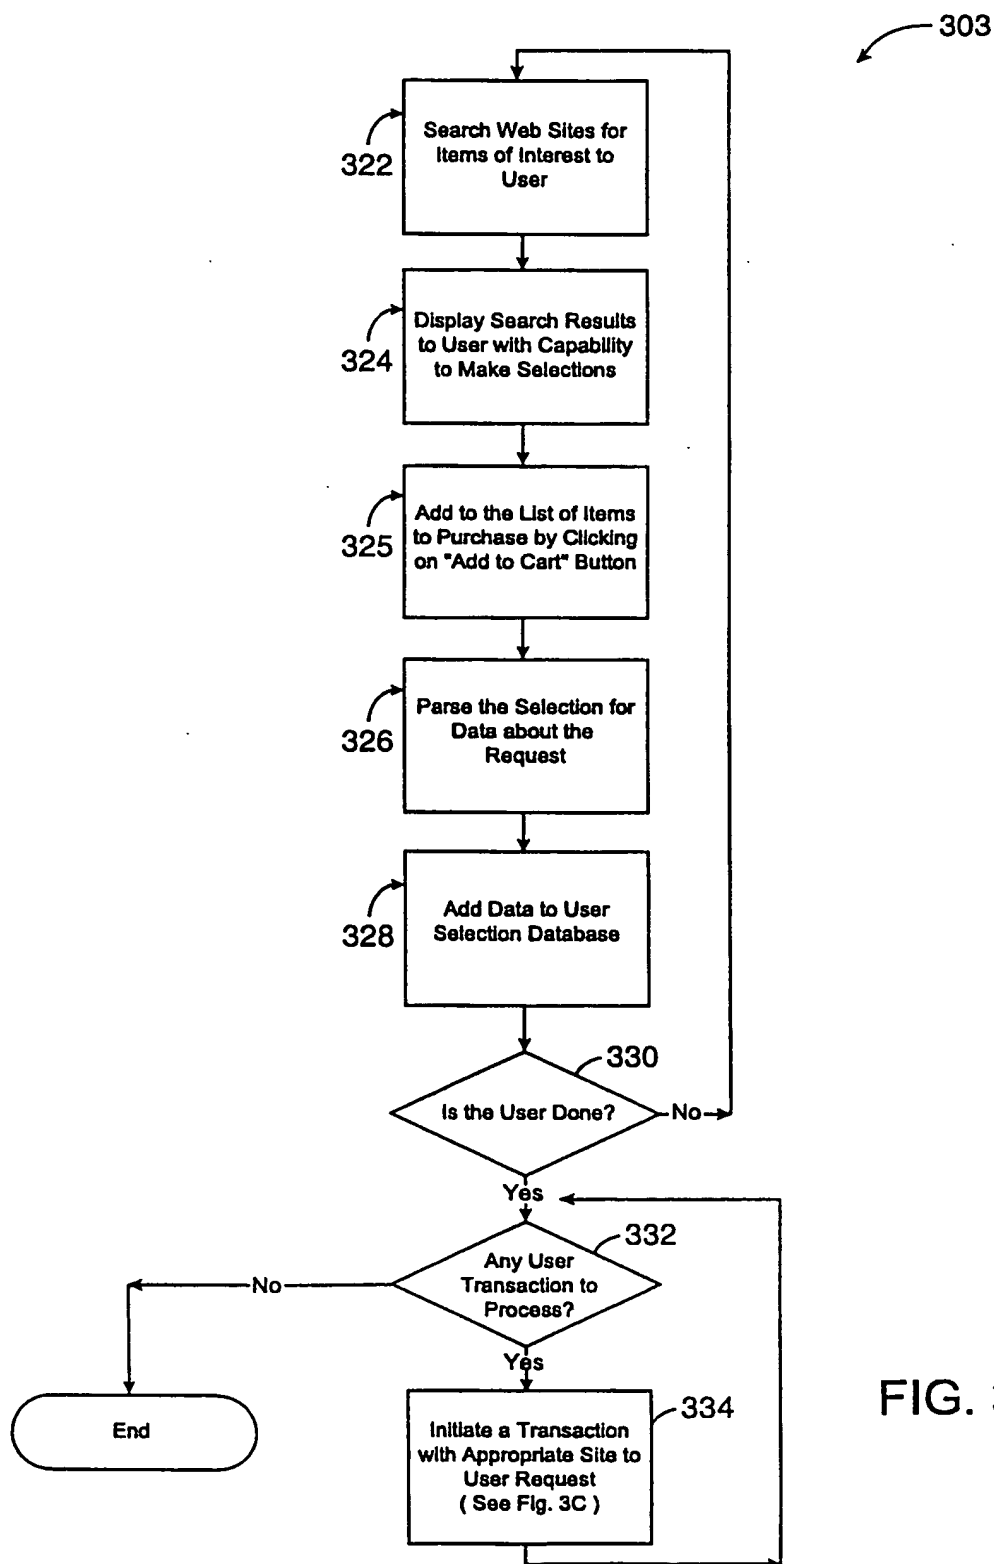 303
Search Web Sites for
Items of Interest to
User
322
Display Search Results
to User with Capability
to Make Selections
324
Add to the List of Items
to Purchase by Clicking
on "Add to Cart" Button
325
Parse the Selection for
Data about the
Request
326
Add Data to User
Selection Database
328
330
Is the User Done?
No
Yes
332
Any User
Transaction to
Process?
No
Yes
End
334
Initiate a Transaction
with Appropriate Site to
User Request
( See Fig. 3C )
FIG.